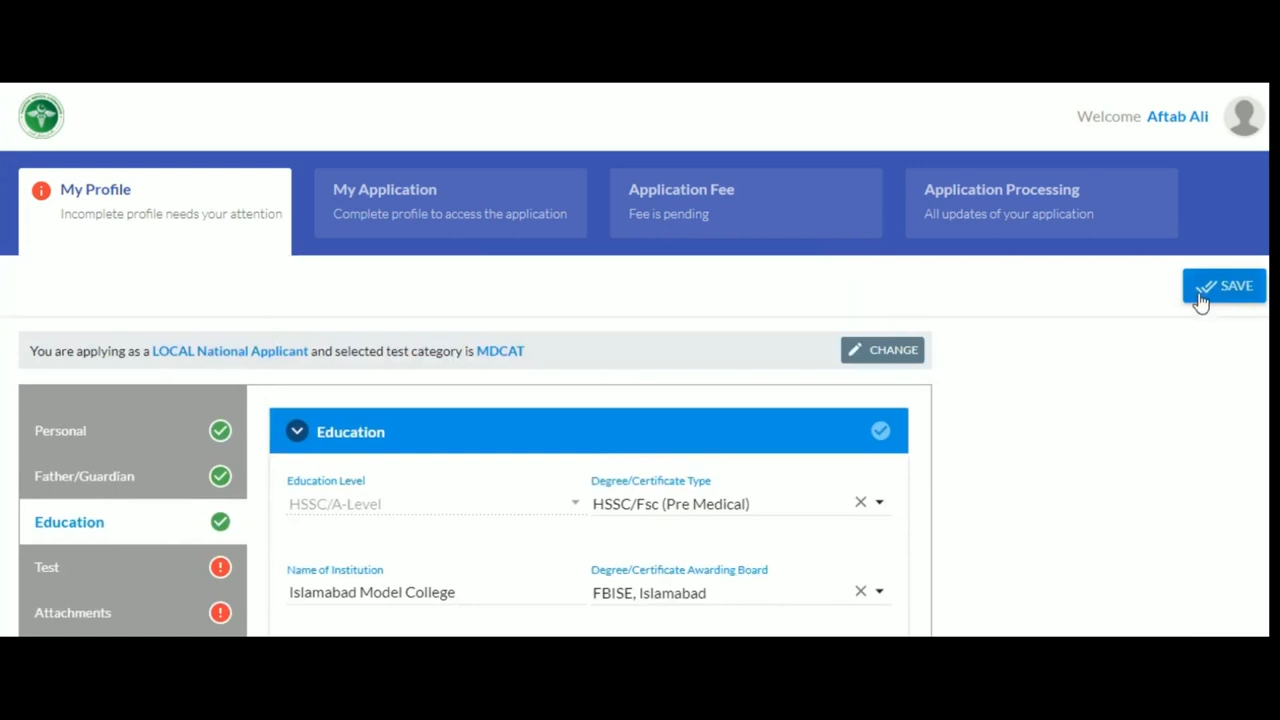 Welcome Aftab Ali
My Profile
Incomplete profile needs your attention
My Application
Complete profile to access the application
Application Fee
Fee is pending
Application Processing
All updates of your application
SAVE
You are applying as a LOCAL National Applicant and selected test category is MDCAT
CHANGE
Personal
Father/Guardian
Education
Test
Attachments
Education
Education Level
HSSC/A-Level
Degree/Certificate Type
HSSC/Fsc (Pre Medical)
Name of Institution
Islamabad Model College
Degree/Certificate Awarding Board
FBISE, Islamabad